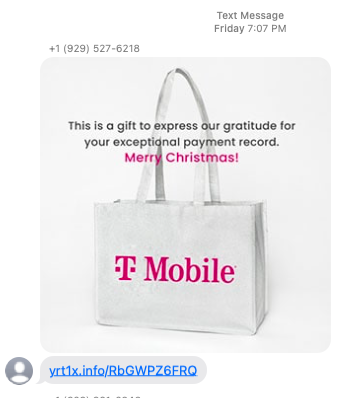 Text Message
Friday 7:07 PM
+1 (929) 527-6218
This is a gift to express our gratitude for
your exceptional payment record.
Merry Christmas!
T Mobile
yrt1x.info/RbGWPZ6FRQ